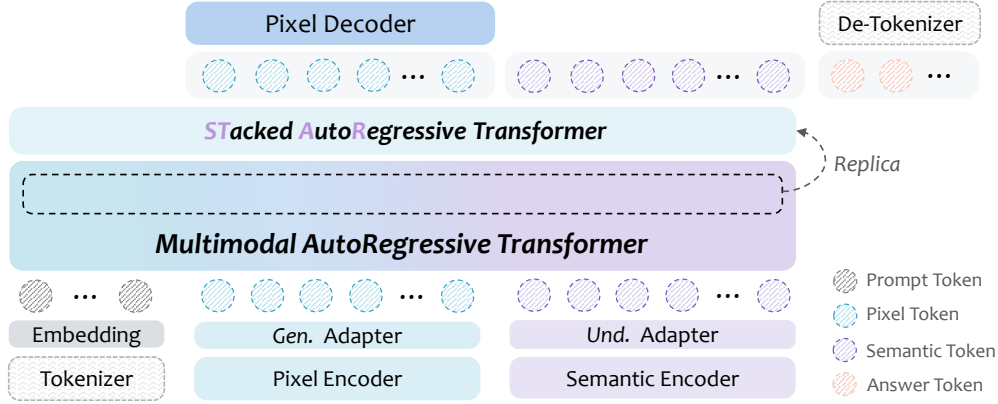 Pixel Decoder
De-Tokenizer
...
...
...
STacked AutoRegressive Transformer
Replica
Multimodal AutoRegressive Transformer
...
...
...
Prompt Token
Pixel Token
Semantic Token
Answer Token
Embedding
Gen. Adapter
Und. Adapter
Tokenizer
Pixel Encoder
Semantic Encoder